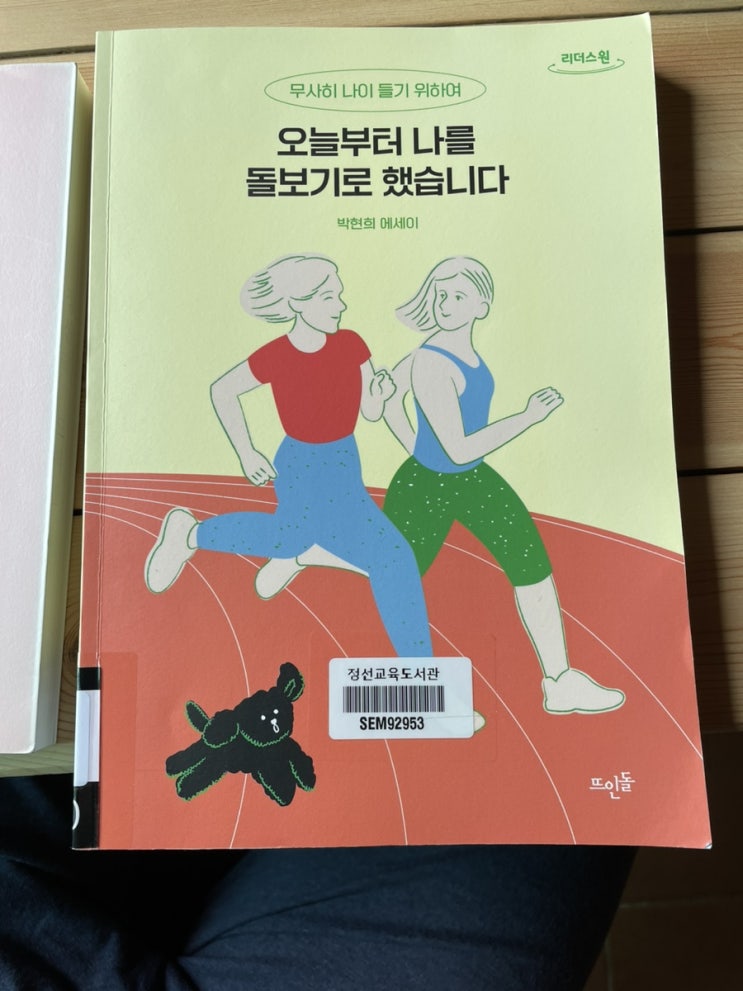 리더스원
무사히 나이 들기 위하여
오늘부터 나를
돌보기로 했습니다
박현희 에세이
정선교육도서관
SEM92953
뜨인돌